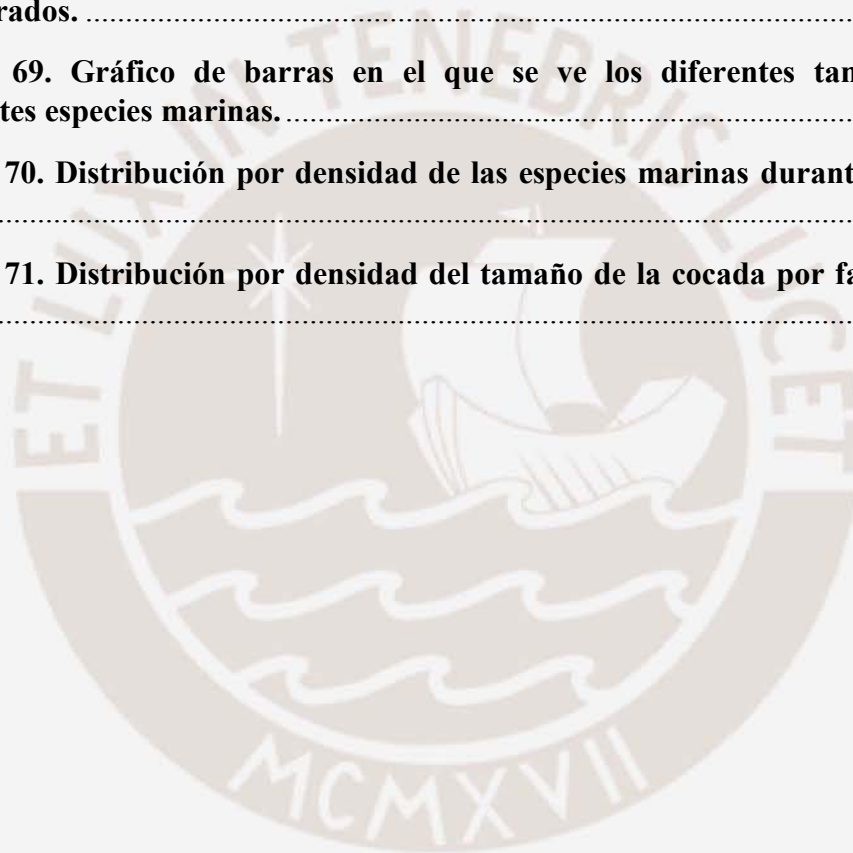 rados. ........................................................................
69. Gráfico de barras en el que se ve los diferentes tam
tes especies marinas. ........................................................................
70. Distribución por densidad de las especies marinas durant
........................................................................
71. Distribución por densidad del tamaño de la cocada por fa
........................................................................
ET LUX IN TENEBRIS LUCET
MCMXVII